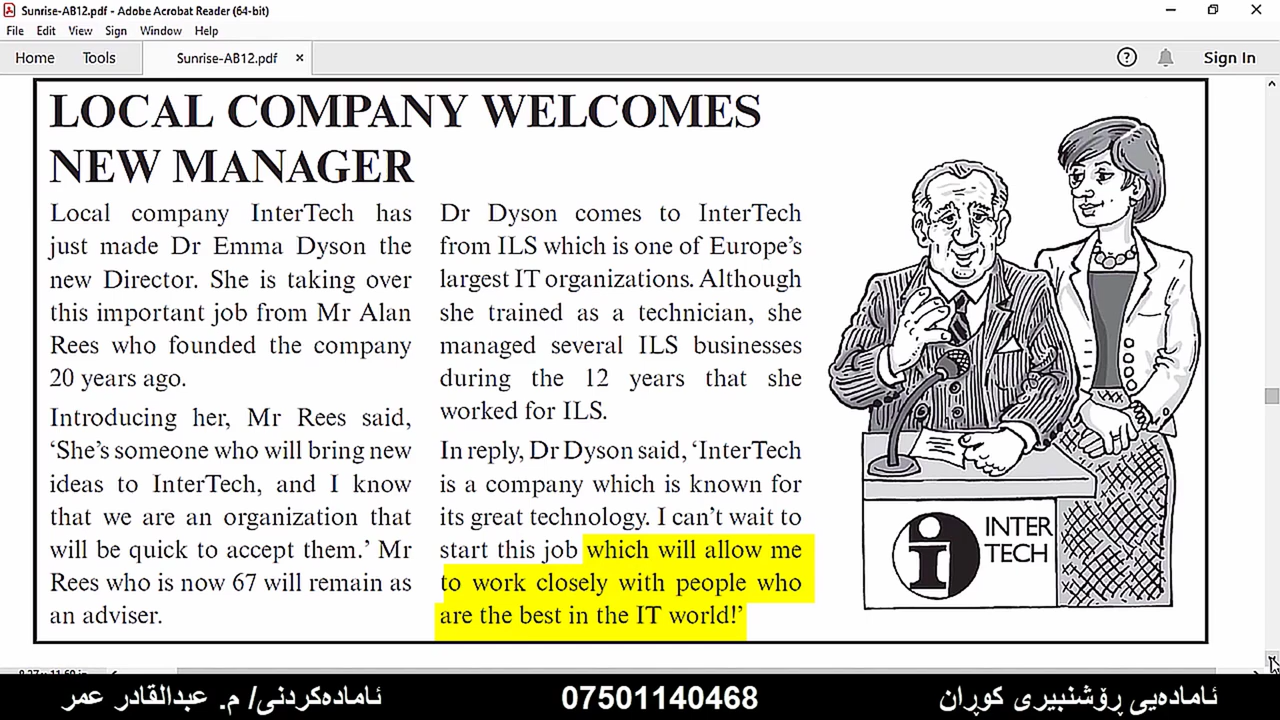 Sunrise-AB12.pdf - Adobe Acrobat Reader (64-bit)
File Edit View Sign Window Help
Home Tools Sunrise-AB12.pdf × Sign In
LOCAL COMPANY WELCOMES
NEW MANAGER
Local company InterTech has
just made Dr Emma Dyson the
new Director. She is taking over
this important job from Mr Alan
Rees who founded the company
20 years ago.
Introducing her, Mr Rees said,
‘She’s someone who will bring new
ideas to InterTech, and I know
that we are an organization that
will be quick to accept them.’ Mr
Rees who is now 67 will remain as
an adviser.
Dr Dyson comes to InterTech
from ILS which is one of Europe’s
largest IT organizations. Although
she trained as a technician, she
managed several ILS businesses
during the 12 years that she
worked for ILS.
In reply, Dr Dyson said, ‘InterTech
is a company which is known for
its great technology. I can’t wait to
start this job which will allow me
to work closely with people who
are the best in the IT world!’
INTER
TECH
ئامادەیی ڕۆشنبیری کوڕان
07501140468
ئامادەکردنی/ م. عبدالقادر عمر